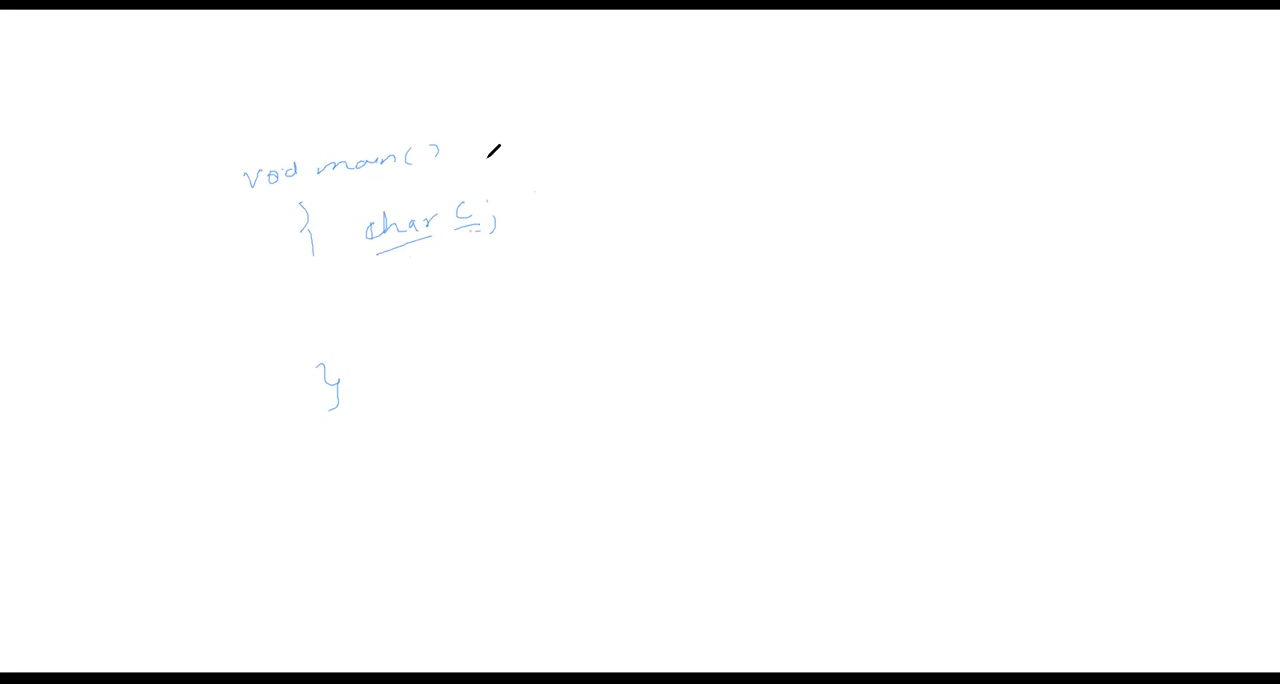 void main()
{ char c;
}